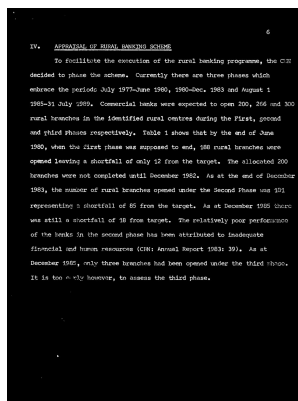 6
IV. APPRAISAL OF RURAL BANKING SCHEME
To facilitate the execution of the rural banking programme, the CBN
decided to phase the scheme. Currently there are three phases which
embrace the periods July 1977-June 1980, 1980-Dec. 1983 and August 1
1985-31 July 1989. Commercial banks were expected to open 200, 266 and 300
rural branches in the identified rural centres during the First, second
and third Phases respectively. Table 1 shows that by the end of June
1980, when the first phase was supposed to end, 188 rural branches were
opened leaving a shortfall of only 12 from the target. The allocated 200
branches were not completed until December 1982. As at the end of December
1983, the number of rural branches opened under the Second Phase was 181
representing a shortfall of 85 from the target. As at December 1985 there
was still a shortfall of 18 from target. The relatively poor performance
of the banks in the second phase has been attributed to inadequate
financial and human resources (CBN: Annual Report 1983: 39). As at
December 1985, only three branches had been opened under the third phase.
It is too early however, to assess the third phase.